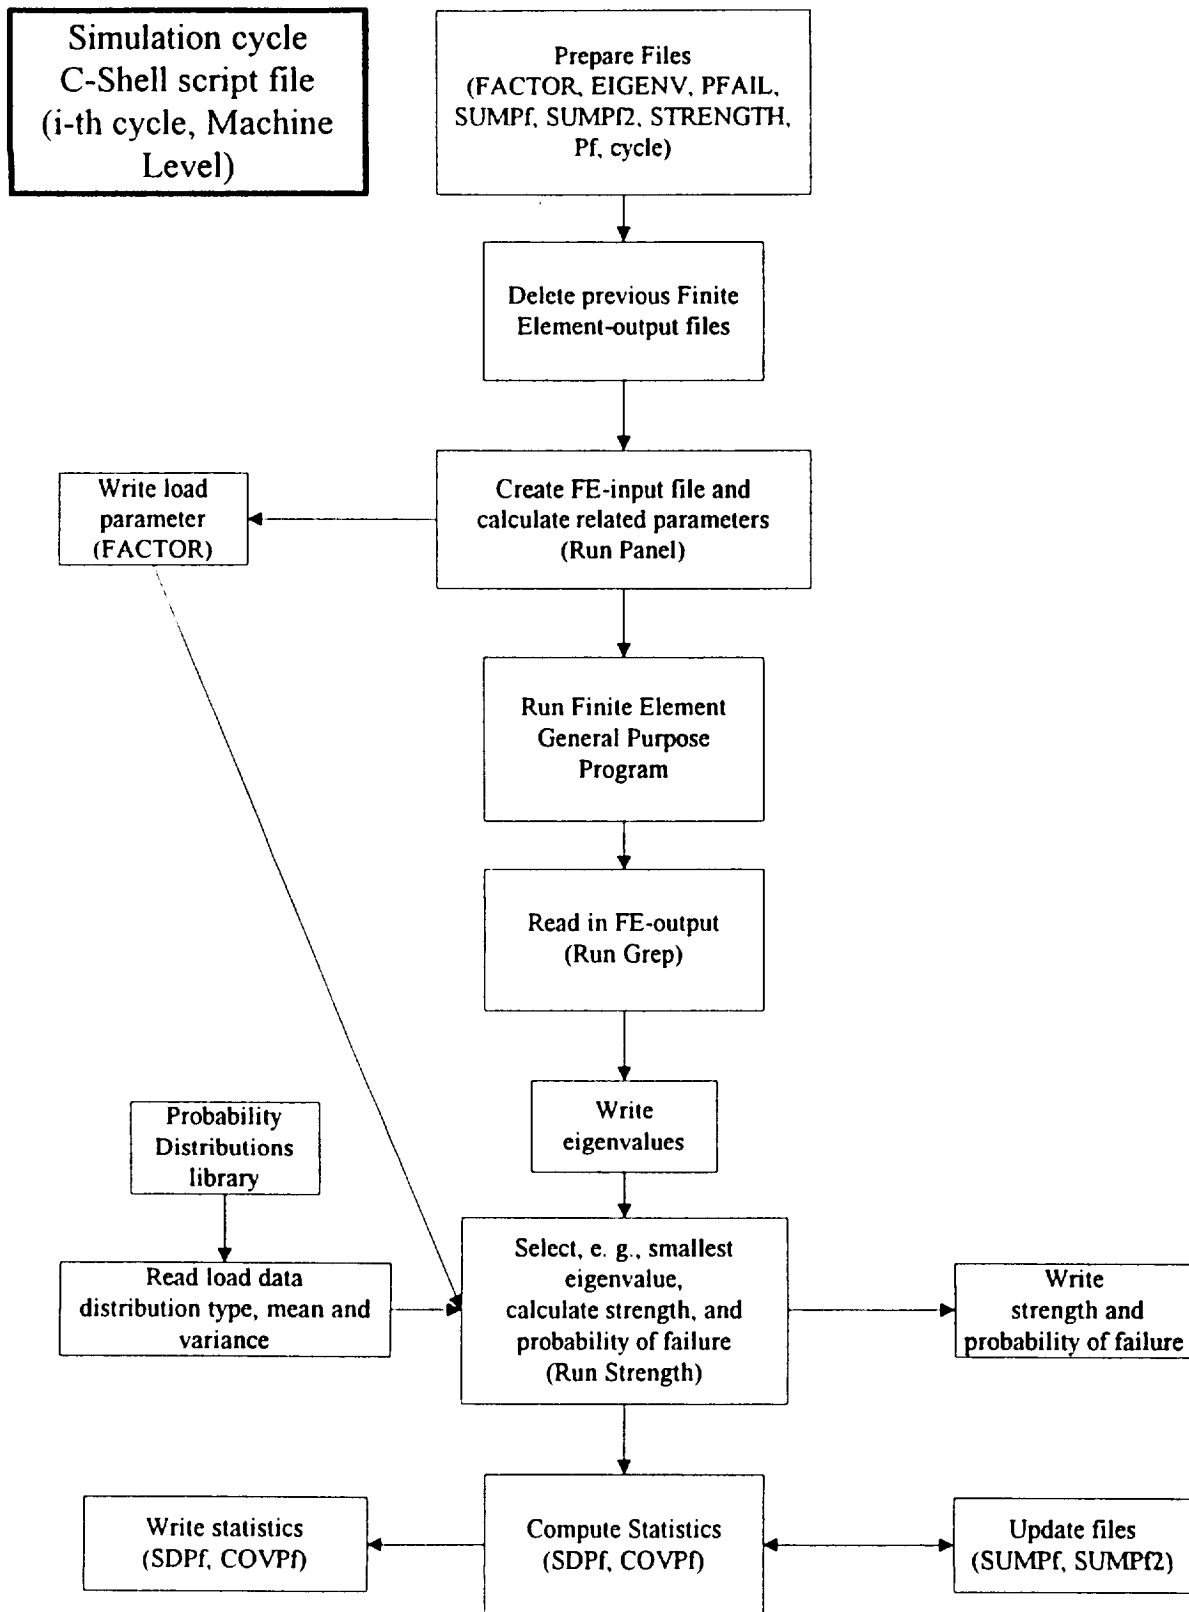 Simulation cycle
C-Shell script file
(i-th cycle, Machine
Level)
Prepare Files
(FACTOR, EIGENV, PFAIL,
SUMPf, SUMPf2, STRENGTH,
Pf, cycle)
Delete previous Finite
Element-output files
Write load
parameter
(FACTOR)
Create FE-input file and
calculate related parameters
(Run Panel)
Run Finite Element
General Purpose
Program
Read in FE-output
(Run Grep)
Write
eigenvalues
Probability
Distributions
library
Read load data
distribution type, mean and
variance
Select, e. g., smallest
eigenvalue,
calculate strength, and
probability of failure
(Run Strength)
Write
strength and
probability of failure
Write statistics
(SDPf, COVPf)
Compute Statistics
(SDPf, COVPf)
Update files
(SUMPf, SUMPf2)